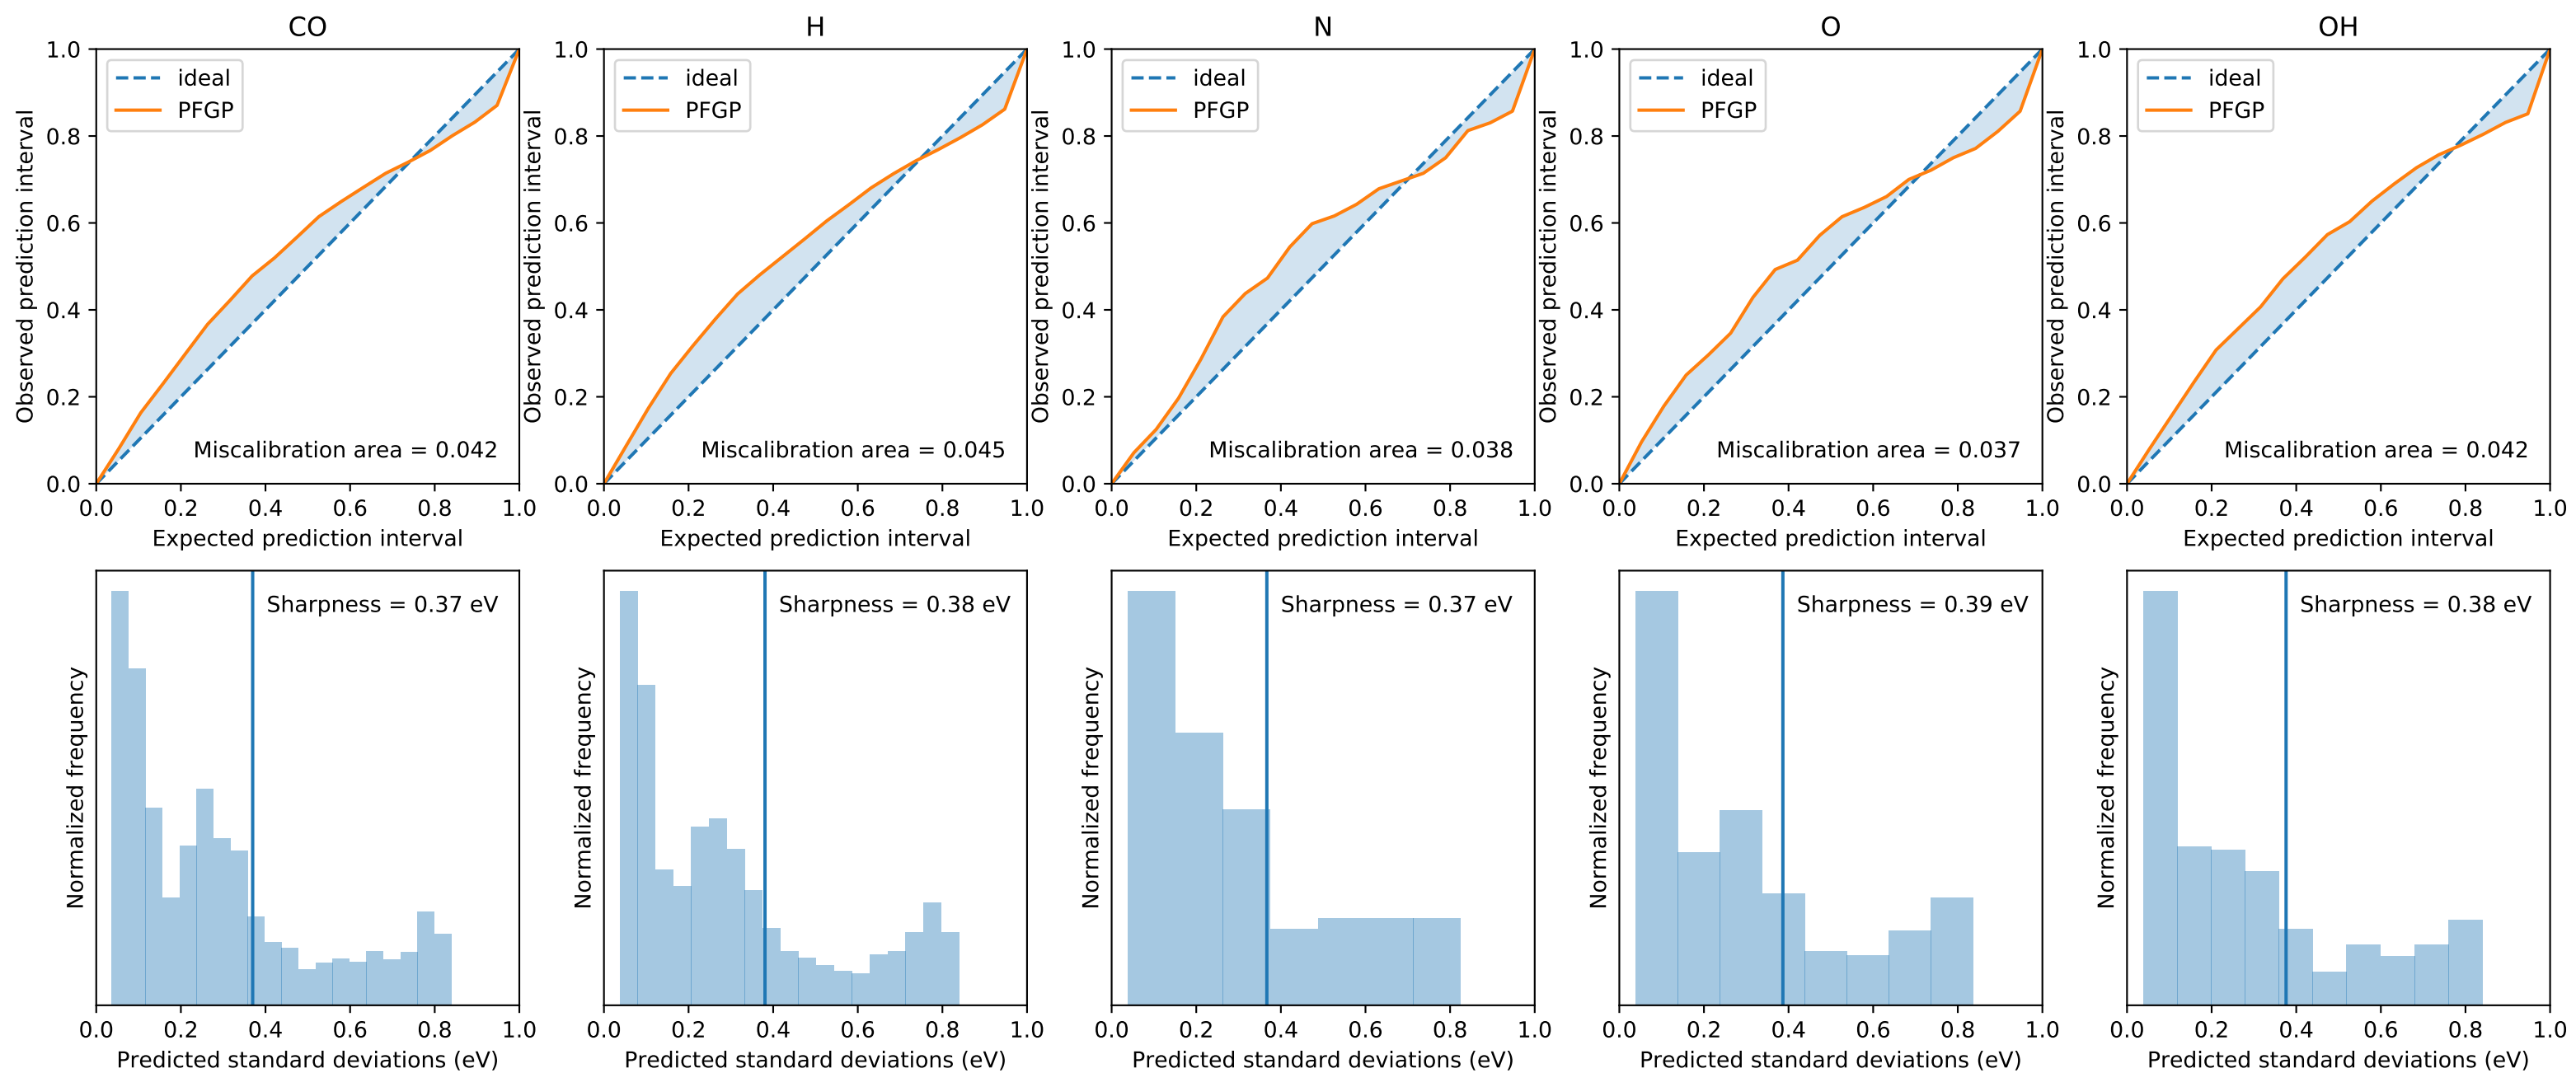 CO
1.0
0.8
0.6
0.4
0.2
0.0
Observed prediction interval
ideal
PFGP
Miscalibration area = 0.042
0.0 0.2 0.4 0.6 0.8 1.0
Expected prediction interval
H
1.0
0.8
0.6
0.4
0.2
0.0
Observed prediction interval
ideal
PFGP
Miscalibration area = 0.045
0.0 0.2 0.4 0.6 0.8 1.0
Expected prediction interval
N
1.0
0.8
0.6
0.4
0.2
0.0
Observed prediction interval
ideal
PFGP
Miscalibration area = 0.038
0.0 0.2 0.4 0.6 0.8 1.0
Expected prediction interval
O
1.0
0.8
0.6
0.4
0.2
0.0
Observed prediction interval
ideal
PFGP
Miscalibration area = 0.037
0.0 0.2 0.4 0.6 0.8 1.0
Expected prediction interval
OH
1.0
0.8
0.6
0.4
0.2
0.0
Observed prediction interval
ideal
PFGP
Miscalibration area = 0.042
0.0 0.2 0.4 0.6 0.8 1.0
Expected prediction interval
Normalized frequency
Sharpness = 0.37 eV
0.0 0.2 0.4 0.6 0.8 1.0
Predicted standard deviations (eV)
Normalized frequency
Sharpness = 0.38 eV
0.0 0.2 0.4 0.6 0.8 1.0
Predicted standard deviations (eV)
Normalized frequency
Sharpness = 0.37 eV
0.0 0.2 0.4 0.6 0.8 1.0
Predicted standard deviations (eV)
Normalized frequency
Sharpness = 0.39 eV
0.0 0.2 0.4 0.6 0.8 1.0
Predicted standard deviations (eV)
Normalized frequency
Sharpness = 0.38 eV
0.0 0.2 0.4 0.6 0.8 1.0
Predicted standard deviations (eV)